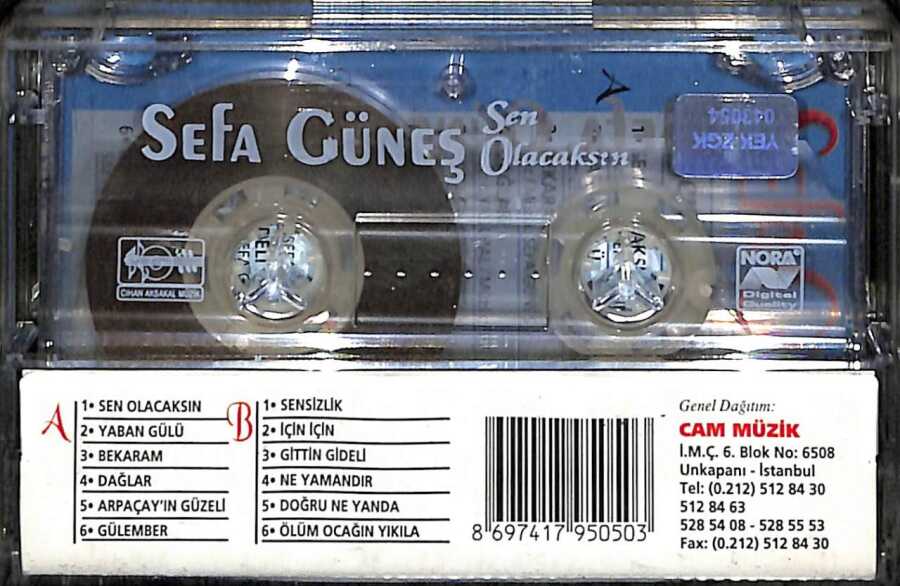 SEFA GÜNEŞ
Sen
Olacaksın
A
YEK-ZGK
043054
CİHAN AKSAKAL MÜZİK
NORA
Digital
Quality
A
1• SEN OLACAKSIN
2• YABAN GÜLÜ
3• BEKARAM
4• DAĞLAR
5• ARPAÇAY'IN GÜZELİ
6• GÜLEMBER
B
1• SENSİZLİK
2• İÇİN İÇİN
3• GİTTİN GİDELİ
4• NE YAMANDIR
5• DOĞRU NE YANDA
6• ÖLÜM OCAĞIN YIKILA
8 697417 950503
Genel Dağıtım:
CAM MÜZİK
İ.M.Ç. 6. Blok No: 6508
Unkapanı - İstanbul
Tel: (0.212) 512 84 30
512 84 63
528 54 08 - 528 55 53
Fax: (0.212) 512 84 30